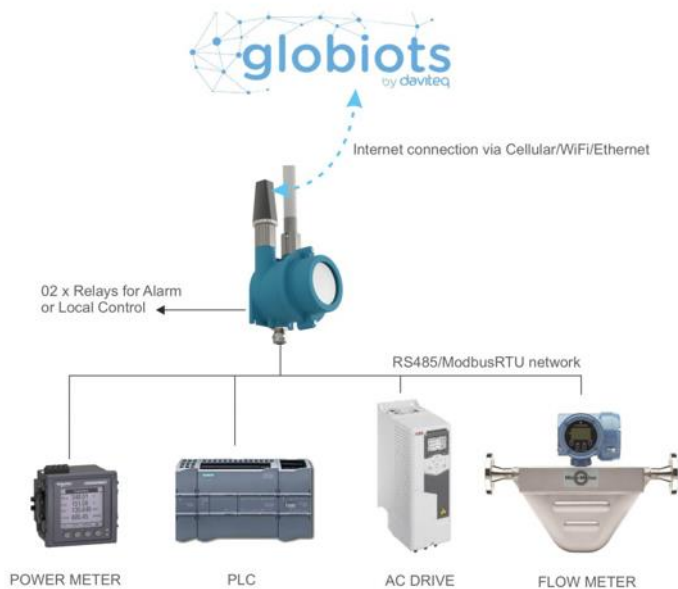 globiots
by daviteq
Internet connection via Cellular/WiFi/Ethernet
02 x Relays for Alarm
or Local Control
RS485/ModbusRTU network
POWER METER
PLC
AC DRIVE
FLOW METER